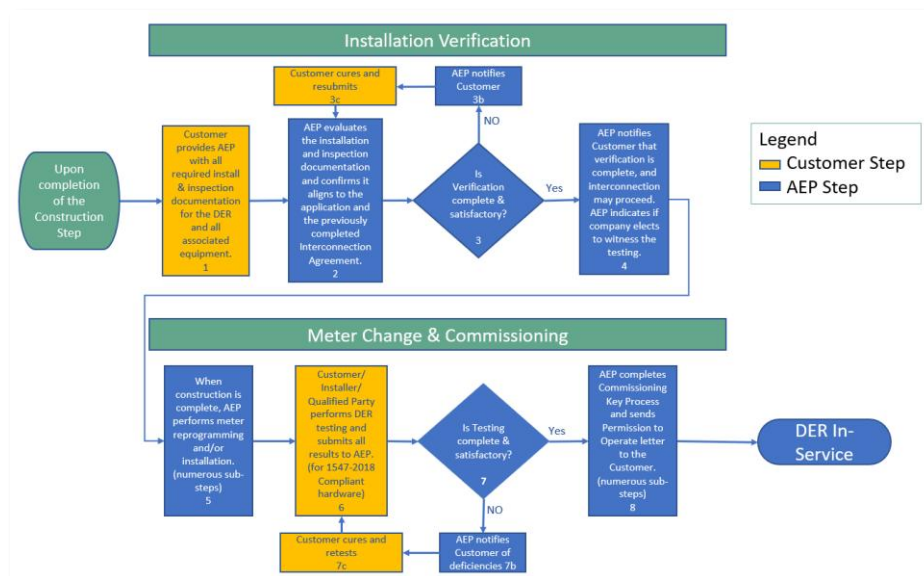 Installation Verification
Customer cures and
resubmits
3c
AEP notifies
Customer
3b
NO
Upon
completion
of the
Construction
Step
Customer
provides AEP
with all
required install
& inspection
documentation
for the DER
and all
associated
equipment.
1
AEP evaluates
the installation
and inspection
documentation
and confirms it
aligns to the
application and
the previously
completed
Interconnection
Agreement.
2
Is
Verification
complete &
satisfactory?
3
Yes
AEP notifies
Customer that
verification is
complete, and
interconnection
may proceed.
AEP indicates if
company elects
to witness the
testing.
4
Legend
Customer Step
AEP Step
Meter Change & Commissioning
When
construction is
complete, AEP
performs meter
reprogramming
and/or
installation.
(numerous sub-
steps)
5
Customer/
Installer/
Qualified Party
performs DER
testing and
submits all
results to AEP.
(for 1547-2018
Compliant
hardware)
6
Is Testing
complete &
satisfactory?
7
Yes
AEP completes
Commissioning
Key Process
and sends
Permission to
Operate letter
to the
Customer.
(numerous sub-
steps)
8
DER In-
Service
NO
Customer cures and
retests
7c
AEP notifies
Customer of
deficiencies 7b